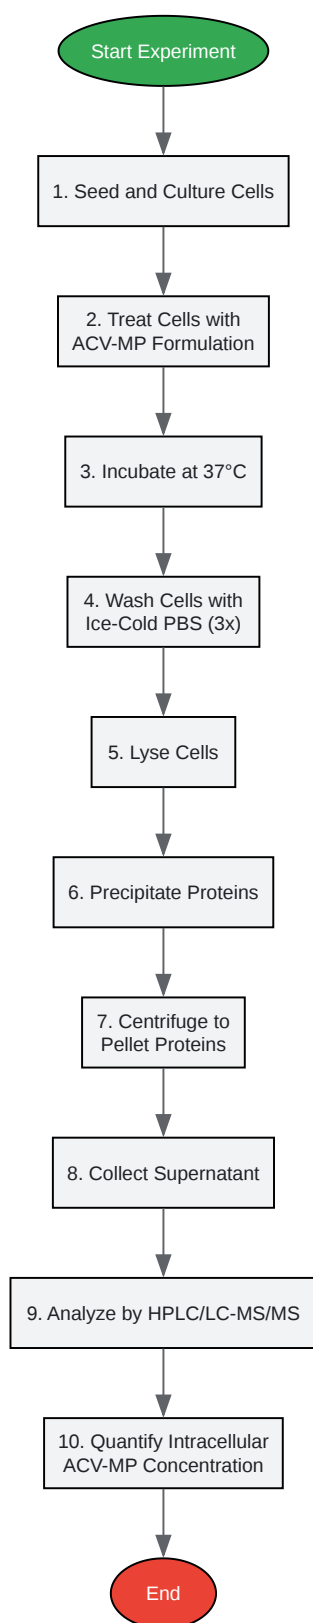 Start Experiment
1. Seed and Culture Cells
2. Treat Cells with
ACV-MP Formulation
3. Incubate at 37°C
4. Wash Cells with
Ice-Cold PBS (3x)
5. Lyse Cells
6. Precipitate Proteins
7. Centrifuge to
Pellet Proteins
8. Collect Supernatant
9. Analyze by HPLC/LC-MS/MS
10. Quantify Intracellular
ACV-MP Concentration
End